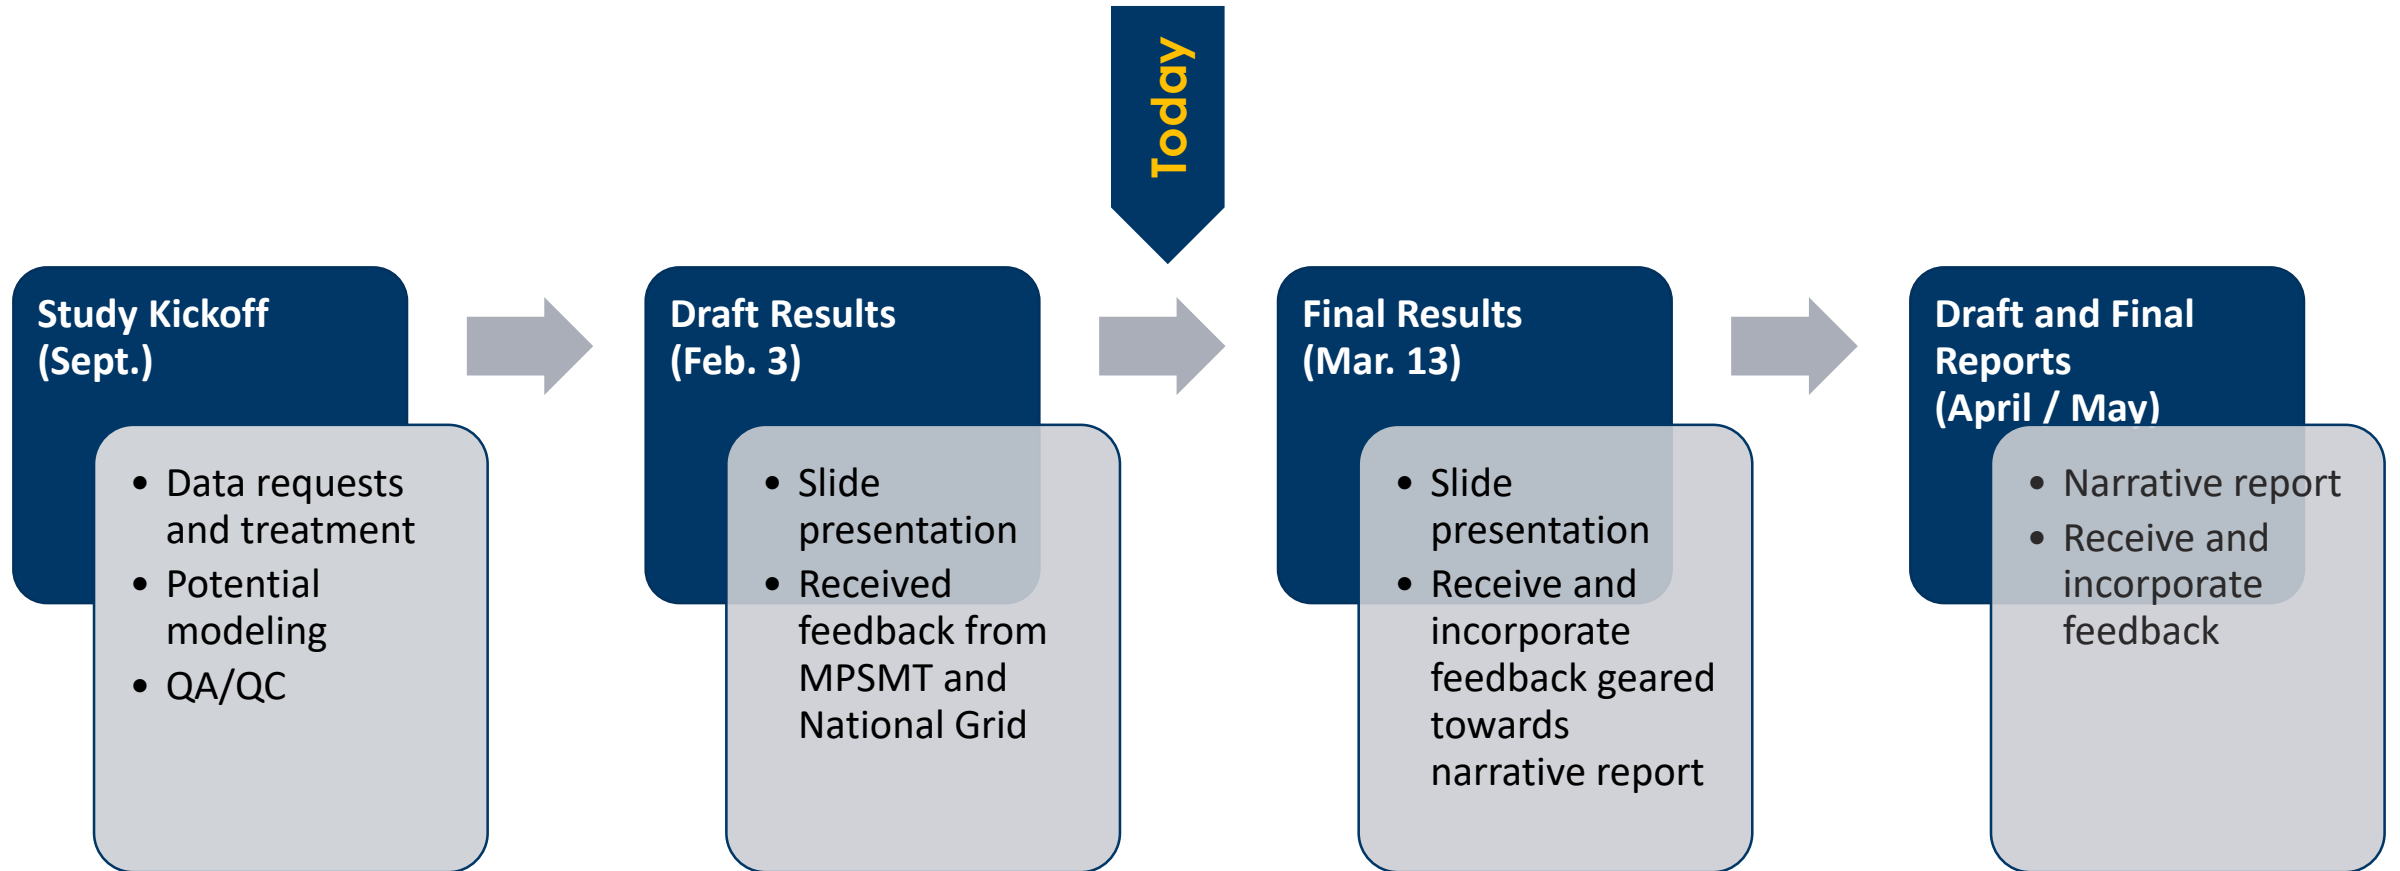 Today
Study Kickoff
(Sept.)
• Data requests
and treatment
• Potential
modeling
• QA/QC
Draft Results
(Feb. 3)
• Slide
presentation
• Received
feedback from
MPSMT and
National Grid
Final Results
(Mar. 13)
• Slide
presentation
• Receive and
incorporate
feedback geared
towards
narrative report
Draft and Final
Reports
(April / May)
• Narrative report
• Receive and
incorporate
feedback